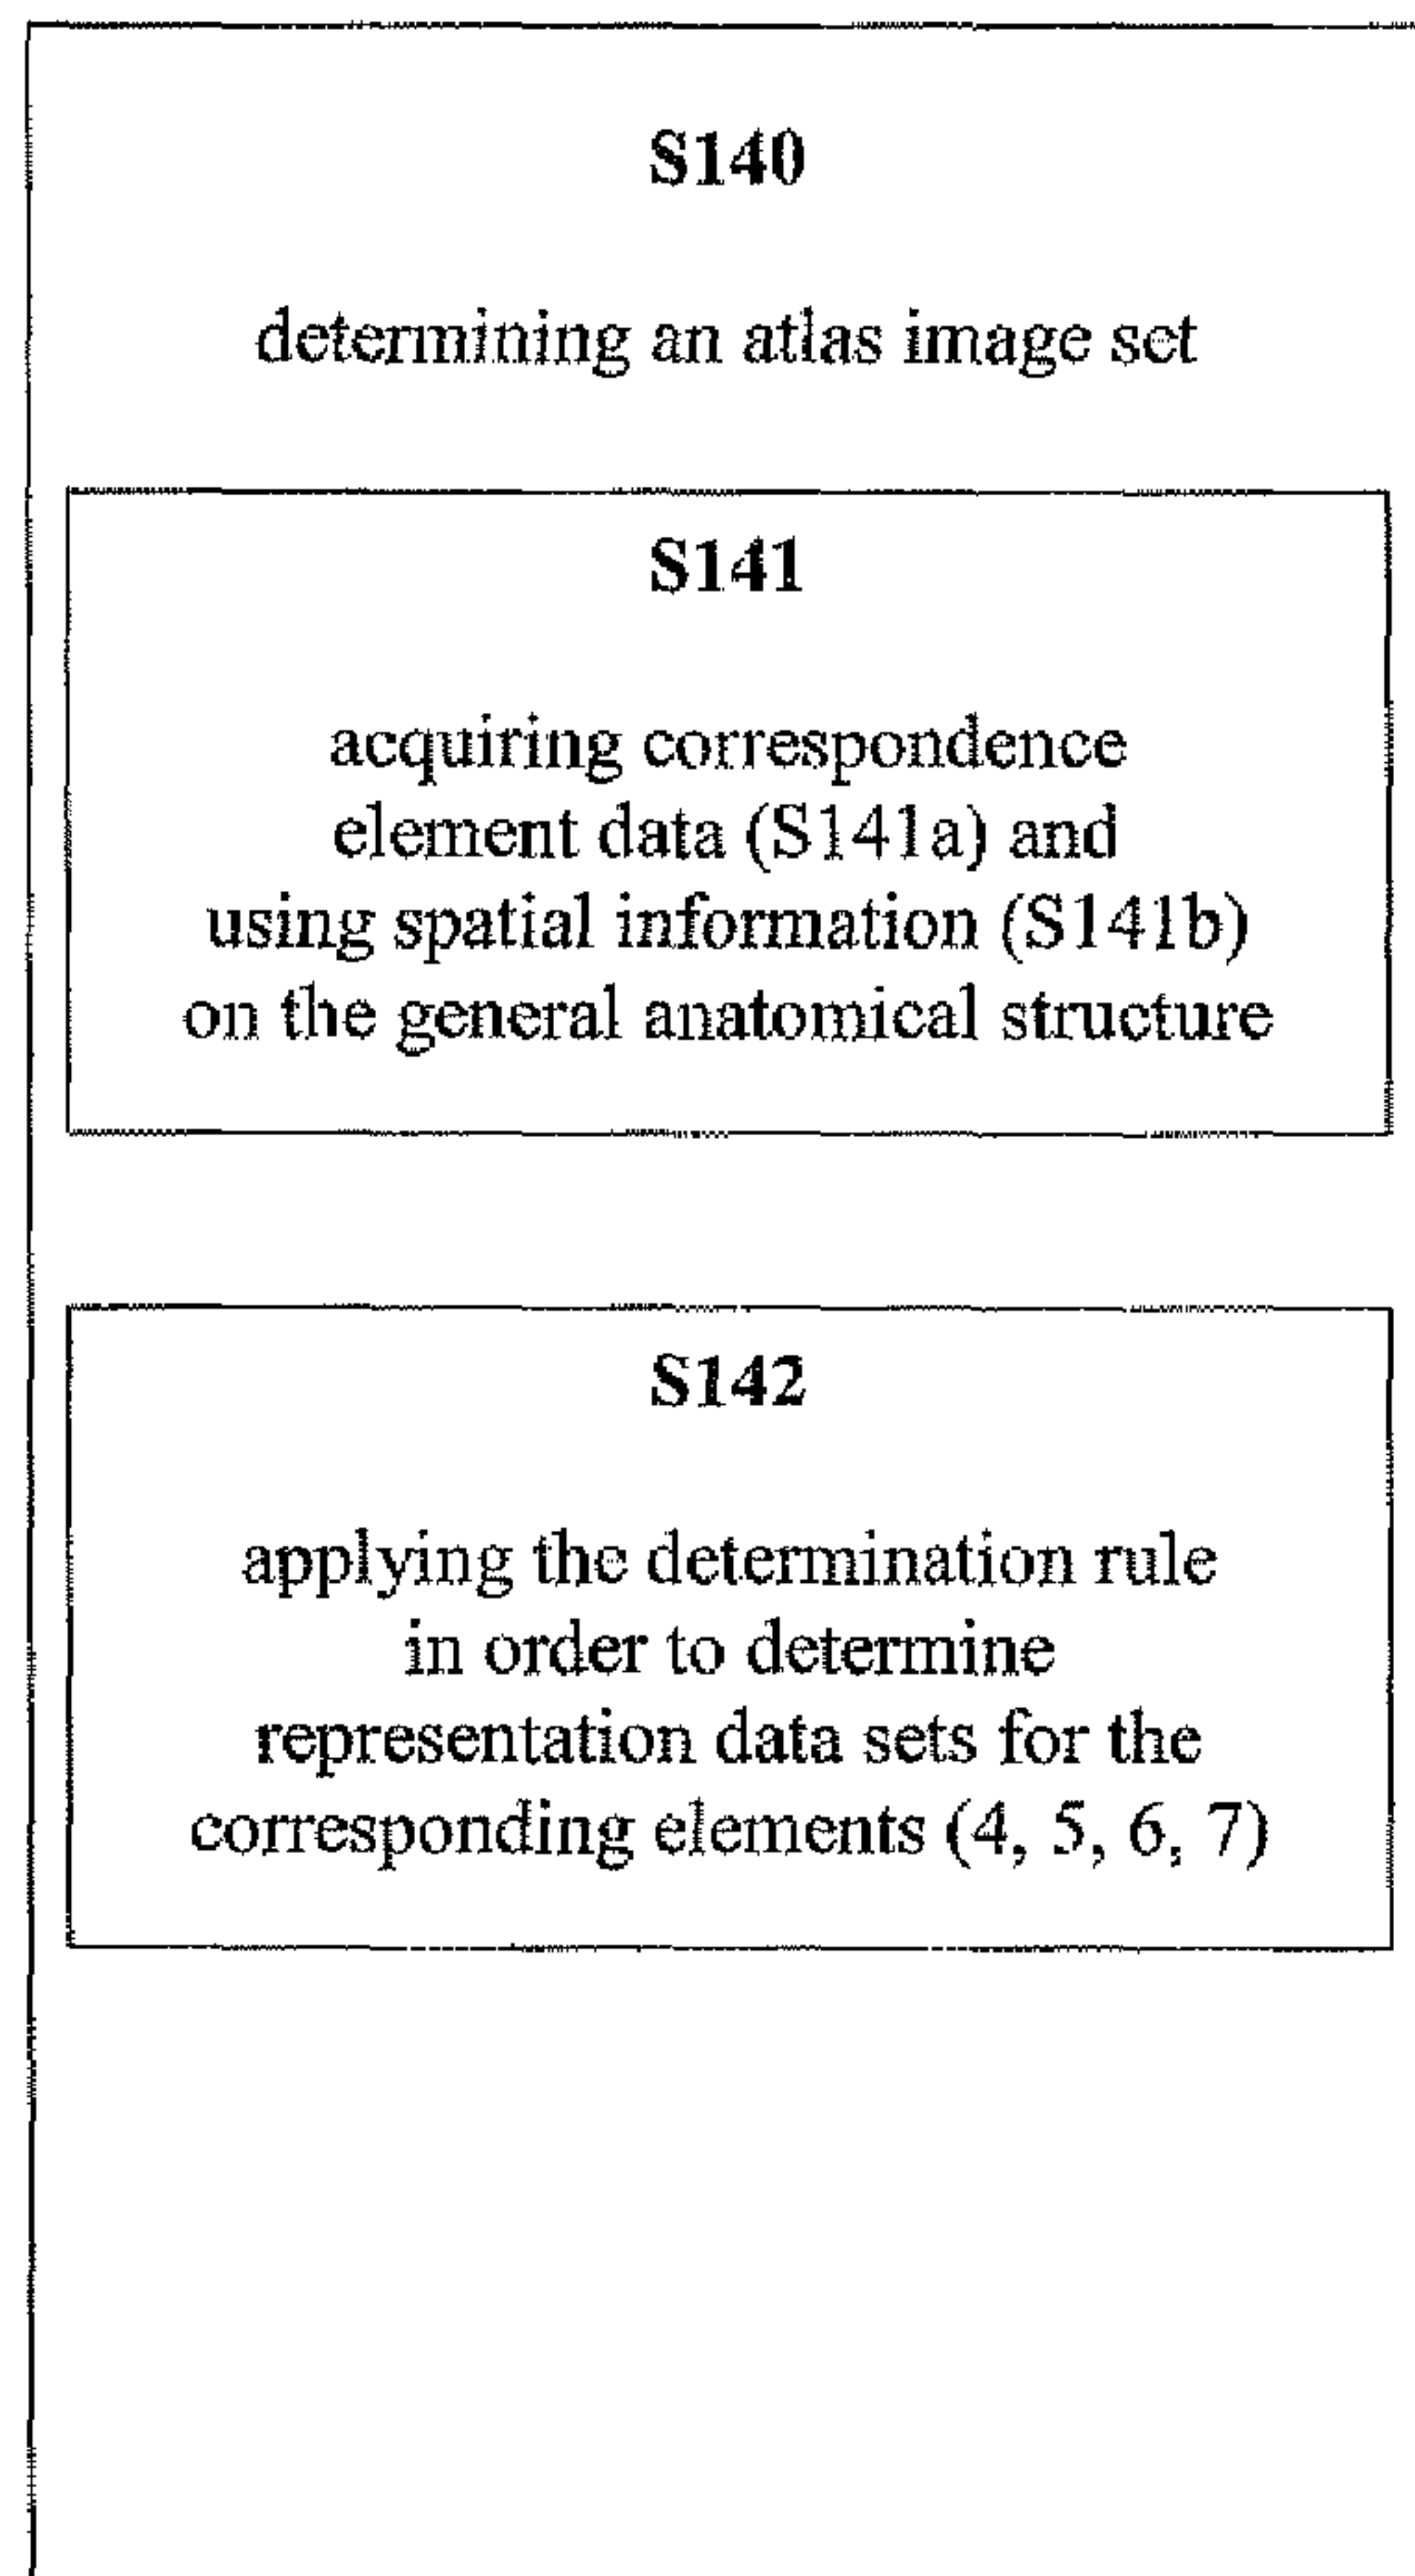 S140
determining an atlas image set
S141
acquiring correspondence
element data (S141a) and
using spatial information (S141b)
on the general anatomical structure
S142
applying the determination rule
in order to determine
representation data sets for the
corresponding elements (4, 5, 6, 7)